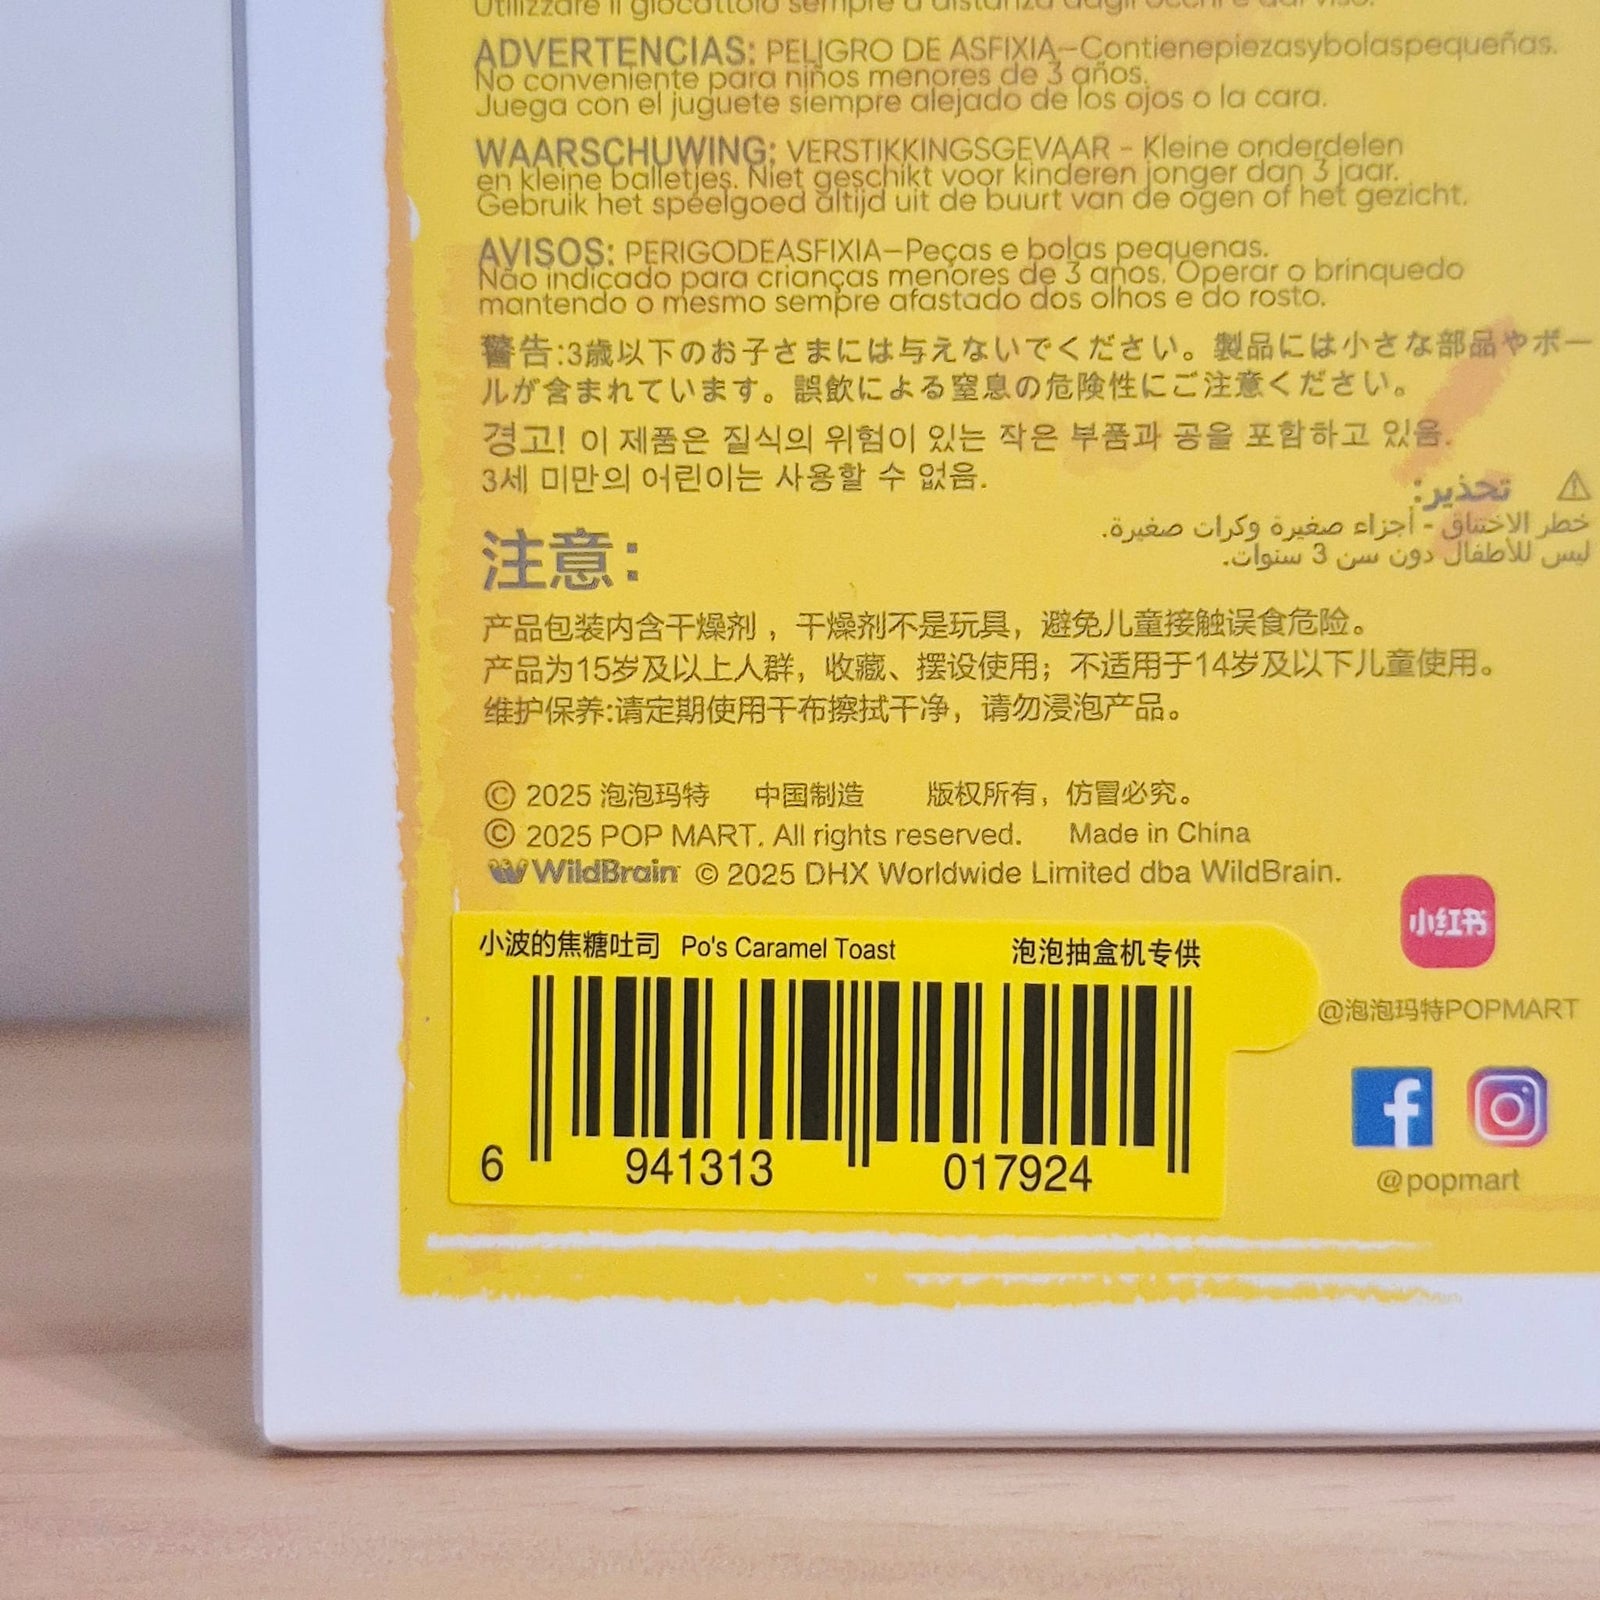 Utilizzare il giocattolo sempre a distanza dagli occhi e dal viso.
ADVERTENCIAS: PELIGRO DE ASFIXIA—Contienepiezasybolaspequeñas.
No conveniente para niños menores de 3 años.
Juega con el juguete siempre alejado de los ojos o la cara.
WAARSCHUWING: VERSTIKKINGSGEVAAR - Kleine onderdelen
en kleine balletjes. Niet geschikt voor kinderen jonger dan 3 jaar.
Gebruik het speelgoed altijd uit de buurt van de ogen of het gezicht.
AVISOS: PERIGODEASFIXIA—Peças e bolas pequenas.
Não indicado para crianças menores de 3 anos. Operar o brinquedo
mantendo o mesmo sempre afastado dos olhos e do rosto.
警告:3歳以下のお子さまには与えないでください。製品には小さな部品やボー
ルが含まれています。誤飲による窒息の危険性にご注意ください。
경고! 이 제품은 질식의 위험이 있는 작은 부품과 공을 포함하고 있음.
3세 미만의 어린이는 사용할 수 없음.
⚠ تحذير:
خطر الاختناق - أجزاء صغيرة وكرات صغيرة.
ليس للأطفال دون سن 3 سنوات.
注意:
产品包装内含干燥剂，干燥剂不是玩具，避免儿童接触误食危险。
产品为15岁及以上人群，收藏、摆设使用；不适用于14岁及以下儿童使用。
维护保养:请定期使用干布擦拭干净，请勿浸泡产品。
© 2025 泡泡玛特 中国制造 版权所有，仿冒必究。
© 2025 POP MART. All rights reserved. Made in China
WildBrain © 2025 DHX Worldwide Limited dba WildBrain.
小波的焦糖吐司 Po's Caramel Toast 泡泡抽盒机专供
6 941313 017924
小红书
@泡泡玛特POPMART
@popmart